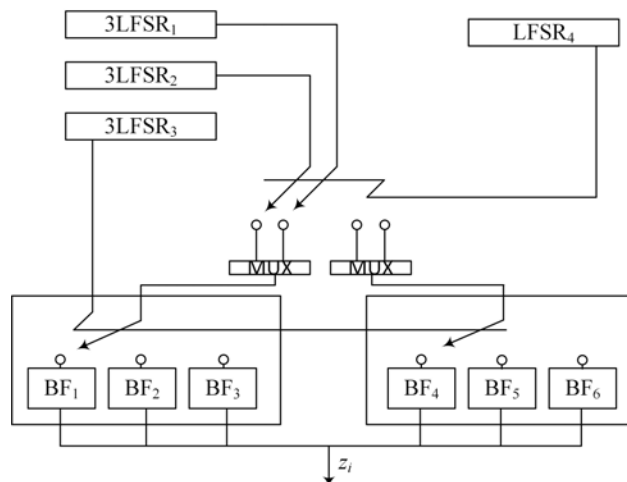 3LFSR₁
LFSR₄
3LFSR₂
3LFSR₃
MUX MUX
BF₁ BF₂ BF₃ BF₄ BF₅ BF₆
zᵢ